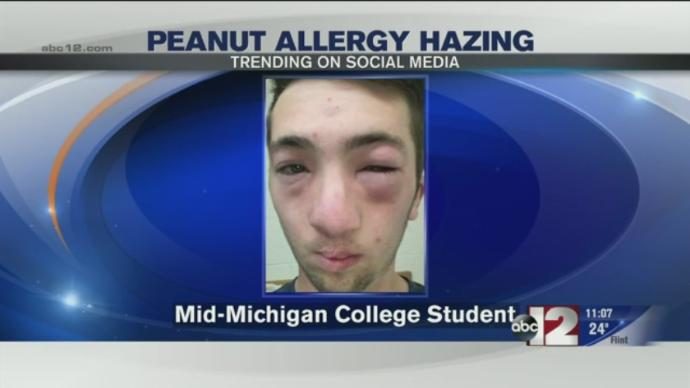 abc12.com
PEANUT ALLERGY HAZING
TRENDING ON SOCIAL MEDIA
Mid-Michigan College Student
abc 12
11:07
24°
Flint